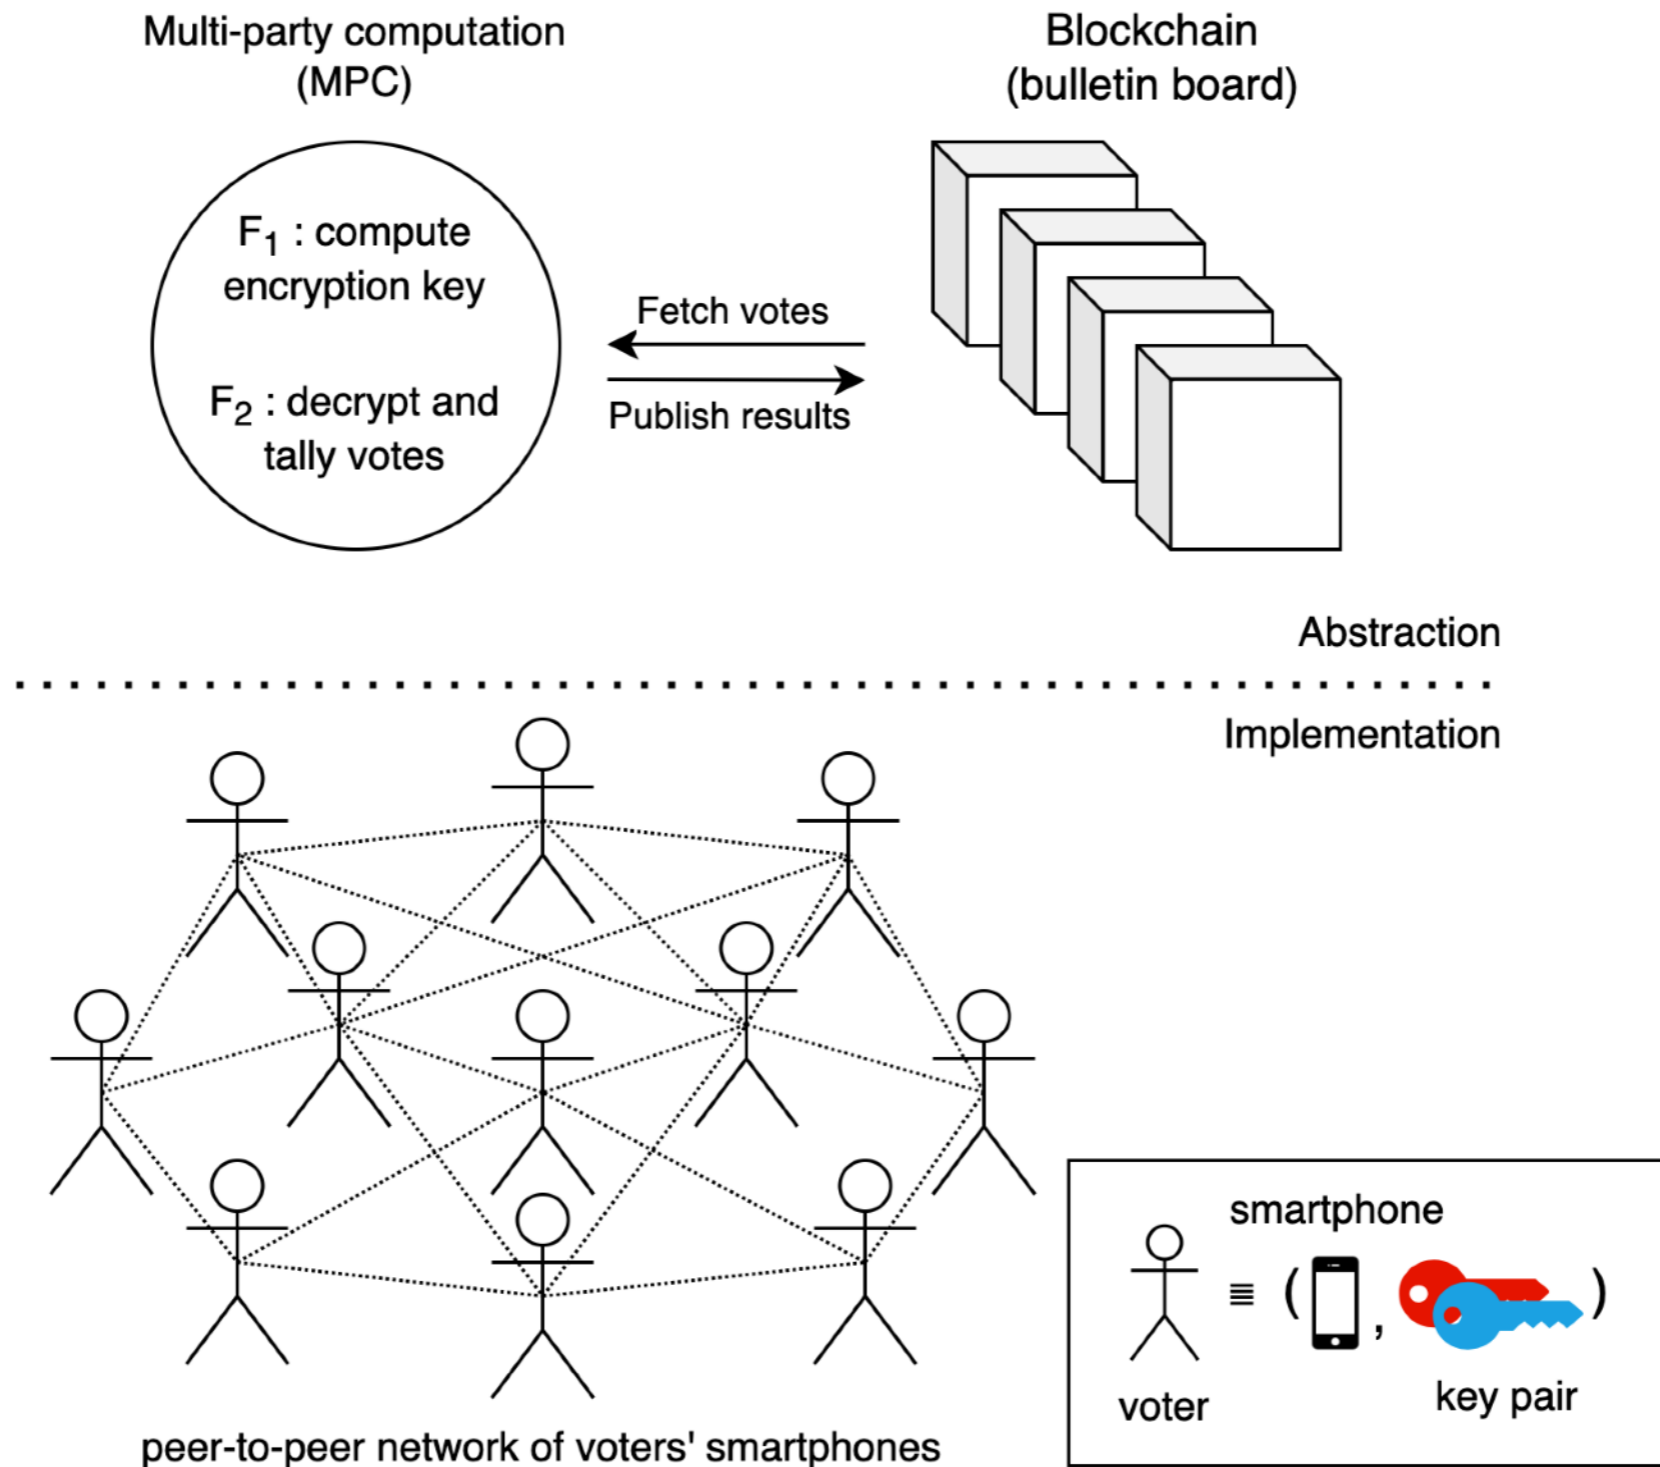 Multi-party computation
(MPC)
Blockchain
(bulletin board)
F₁ : compute
encryption key
F₂ : decrypt and
tally votes
Fetch votes
Publish results
Abstraction
Implementation
smartphone
≡ ( , )
voter
key pair
peer-to-peer network of voters' smartphones